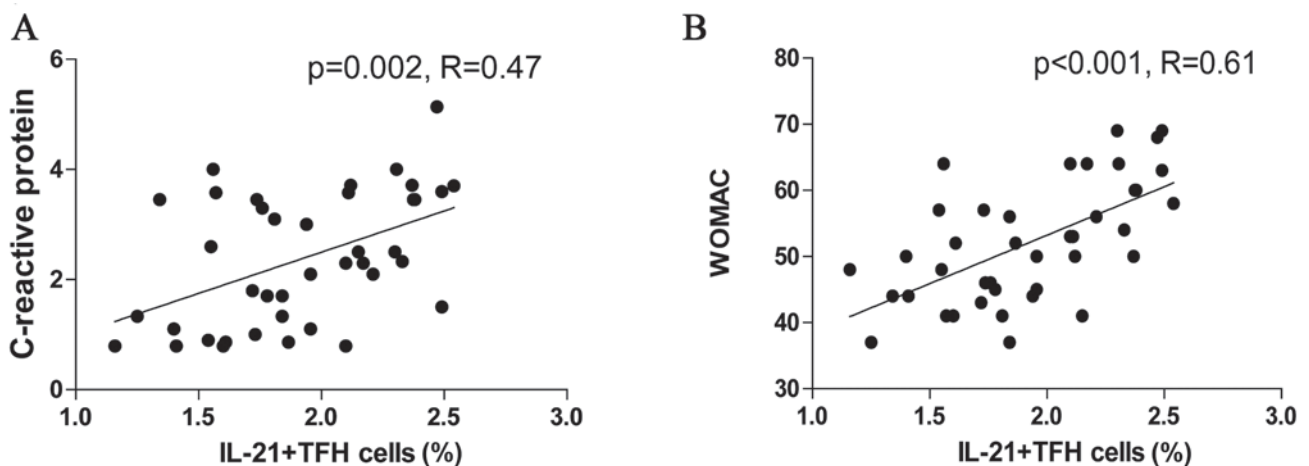 A
p=0.002, R=0.47
C-reactive protein
6
4
2
0
1.0 1.5 2.0 2.5 3.0
IL-21+TFH cells (%)
B
p<0.001, R=0.61
WOMAC
80
70
60
50
40
30
1.0 1.5 2.0 2.5 3.0
IL-21+TFH cells (%)